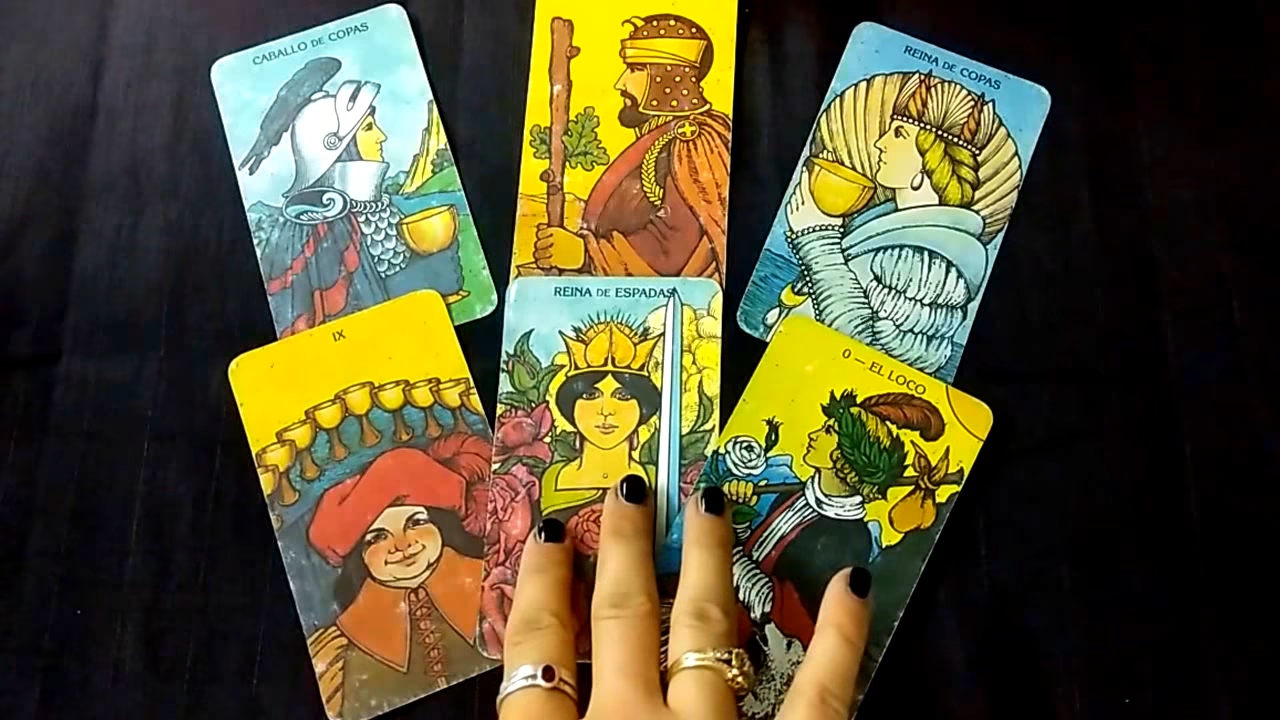 CABALLO DE COPAS
REINA DE COPAS
REINA DE ESPADAS
IX
0 — EL LOCO